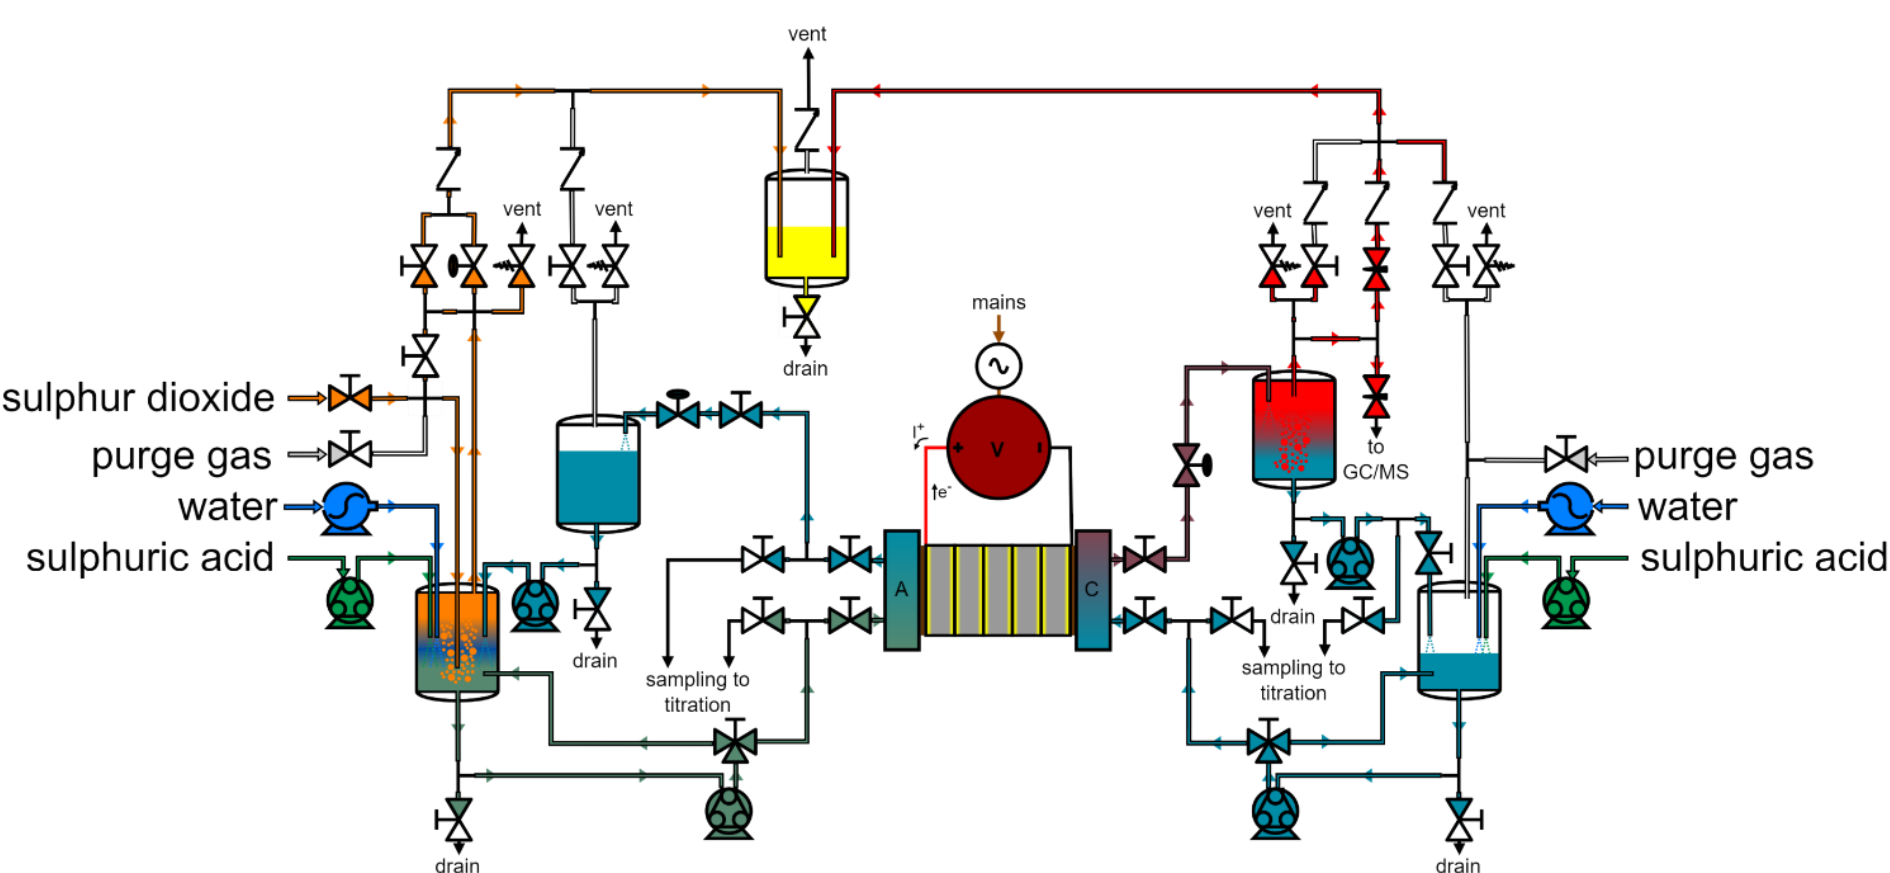 vent
vent
vent
vent
vent
mains
drain
sulphur dioxide
purge gas
water
sulphuric acid
I+
+
V
e-
to
GC/MS
purge gas
water
sulphuric acid
A
C
drain
drain
sampling to
titration
sampling to
titration
drain
drain